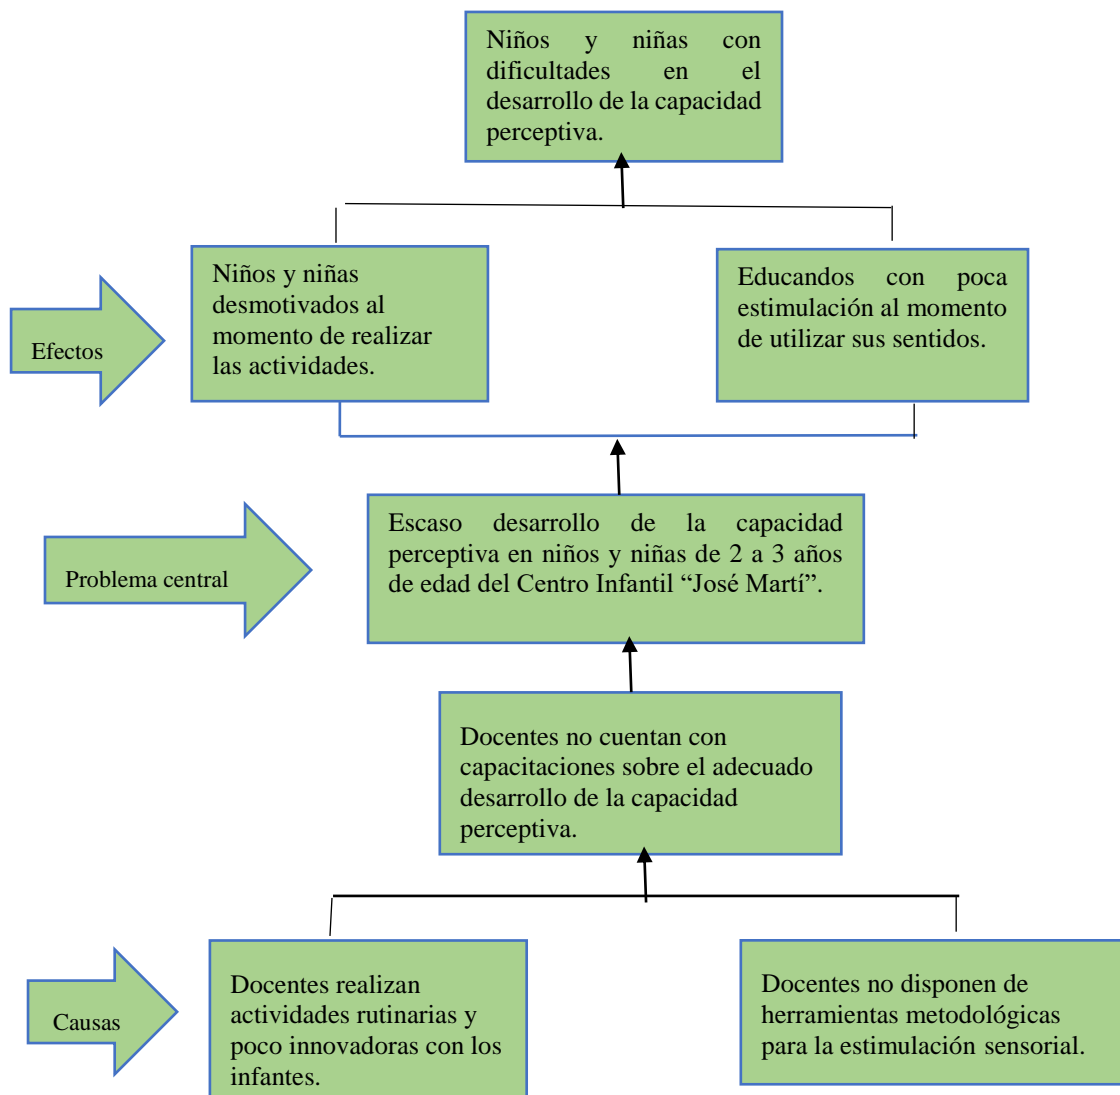 Niños y niñas con
dificultades en el
desarrollo de la capacidad
perceptiva.
Efectos
Niños y niñas
desmotivados al
momento de realizar
las actividades.
Educandos con poca
estimulación al momento
de utilizar sus sentidos.
Problema central
Escaso desarrollo de la capacidad
perceptiva en niños y niñas de 2 a 3 años
de edad del Centro Infantil “José Martí”.
Docentes no cuentan con
capacitaciones sobre el adecuado
desarrollo de la capacidad
perceptiva.
Causas
Docentes realizan
actividades rutinarias y
poco innovadoras con los
infantes.
Docentes no disponen de
herramientas metodológicas
para la estimulación sensorial.